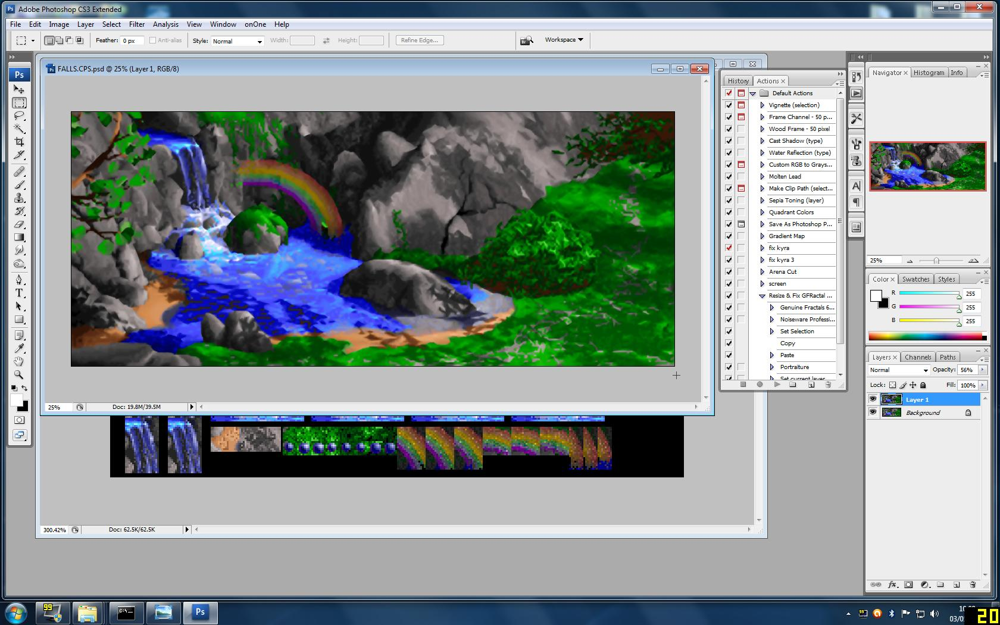 Ps Adobe Photoshop CS3 Extended
File Edit Image Layer Select Filter Analysis View Window onOne Help
Feather: 0 px Anti-alias Style: Normal Width: Height: Refine Edge... Br Workspace
FALLS.CPS.psd @ 25% (Layer 1, RGB/8)
Ps
T
25% Doc: 19.8M/39.5M
300.42% Doc: 62.5K/62.5K
History Actions
Default Actions
Vignette (selection)
Frame Channel - 50 p...
Wood Frame - 50 pixel
Cast Shadow (type)
Water Reflection (type)
Custom RGB to Grays...
Molten Lead
Make Clip Path (select...
Sepia Toning (layer)
Quadrant Colors
Save As Photoshop P...
Gradient Map
fix kyra
fix kyra 3
Arena Cut
screen
Resize & Fix GFRactal ...
Genuine Fractals 6...
Noiseware Professi...
Set Selection
Copy
Paste
Portraiture
Set current layer
A
Navigator Histogram Info
25%
Color Swatches Styles
R 255
G 255
B 255
Layers Channels Paths
Normal Opacity: 56%
Lock: Fill: 100%
Layer 1
Background
fx.
99
C:\_
Ps
99
20